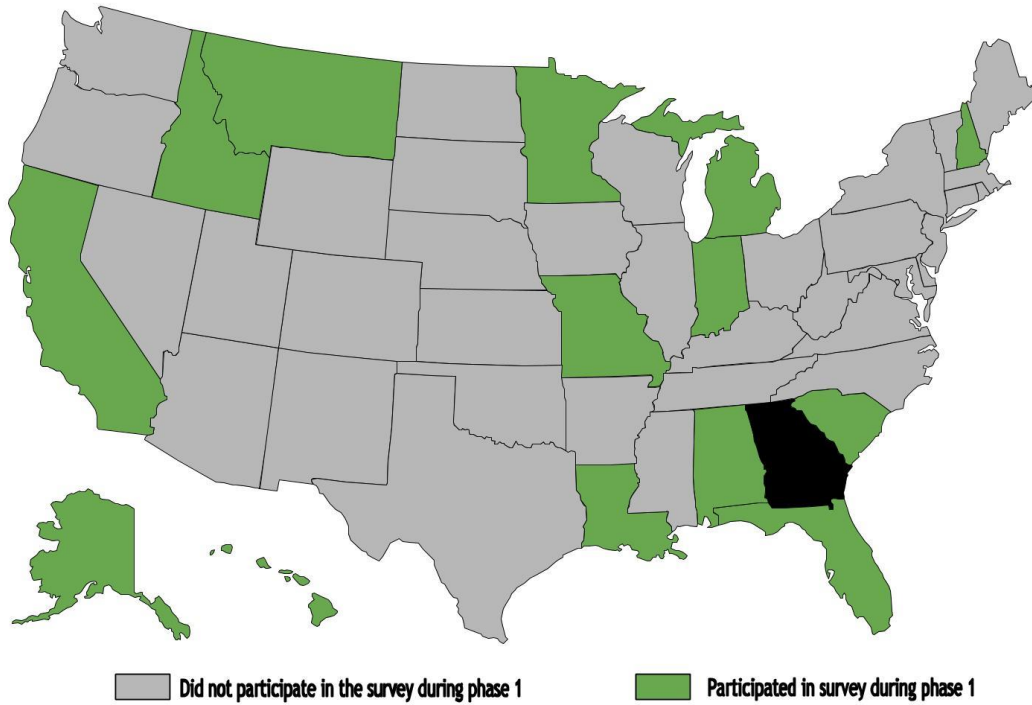 Did not participate in the survey during phase 1
Participated in survey during phase 1